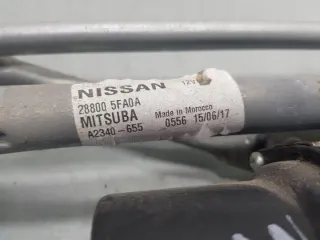 NISSAN
12V
28800 5FA0A
MITSUBA
Made in Morocco
A2340-655
0556 15/06/17